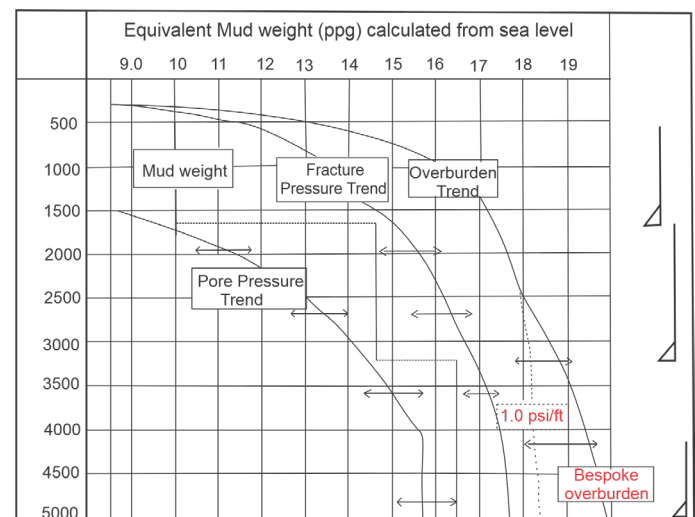 Equivalent Mud weight (ppg) calculated from sea level
9.0 10 11 12 13 14 15 16 17 18 19
500
1000
1500
2000
2500
3000
3500
4000
4500
5000
Mud weight
Fracture
Pressure Trend
Overburden
Trend
Pore Pressure
Trend
1.0 psi/ft
Bespoke
overburden